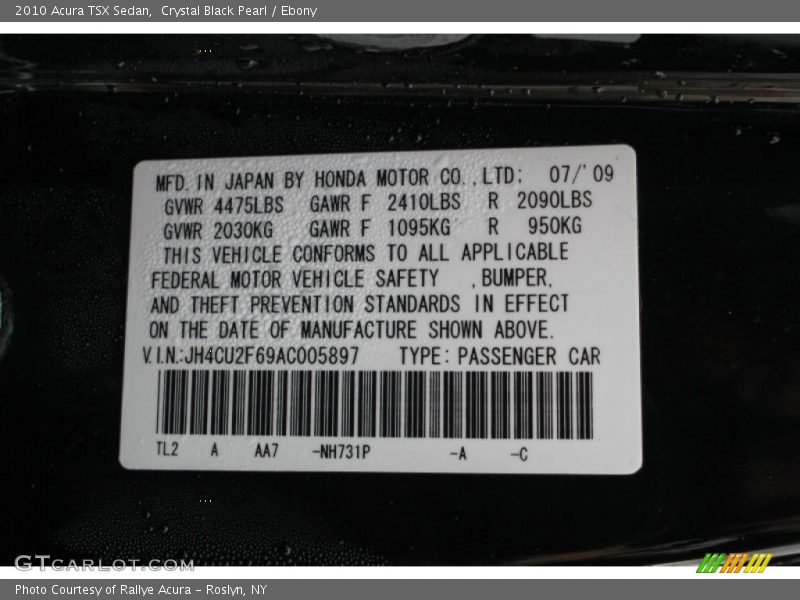 2010 Acura TSX Sedan,  Crystal Black Pearl / Ebony
MFD. IN JAPAN BY HONDA MOTOR CO., LTD: 07/'09
GVWR 4475LBS GAWR F 2410LBS R 2090LBS
GVWR 2030KG GAWR F 1095KG R 950KG
THIS VEHICLE CONFORMS TO ALL APPLICABLE
FEDERAL MOTOR VEHICLE SAFETY , BUMPER,
AND THEFT PREVENTION STANDARDS IN EFFECT
ON THE DATE OF MANUFACTURE SHOWN ABOVE.
V.I.N.:JH4CU2F69AC005897 TYPE: PASSENGER CAR
TL2 A AA7 -NH731P -A -C
GTCARLOT.COM
Photo Courtesy of Rallye Acura - Roslyn, NY